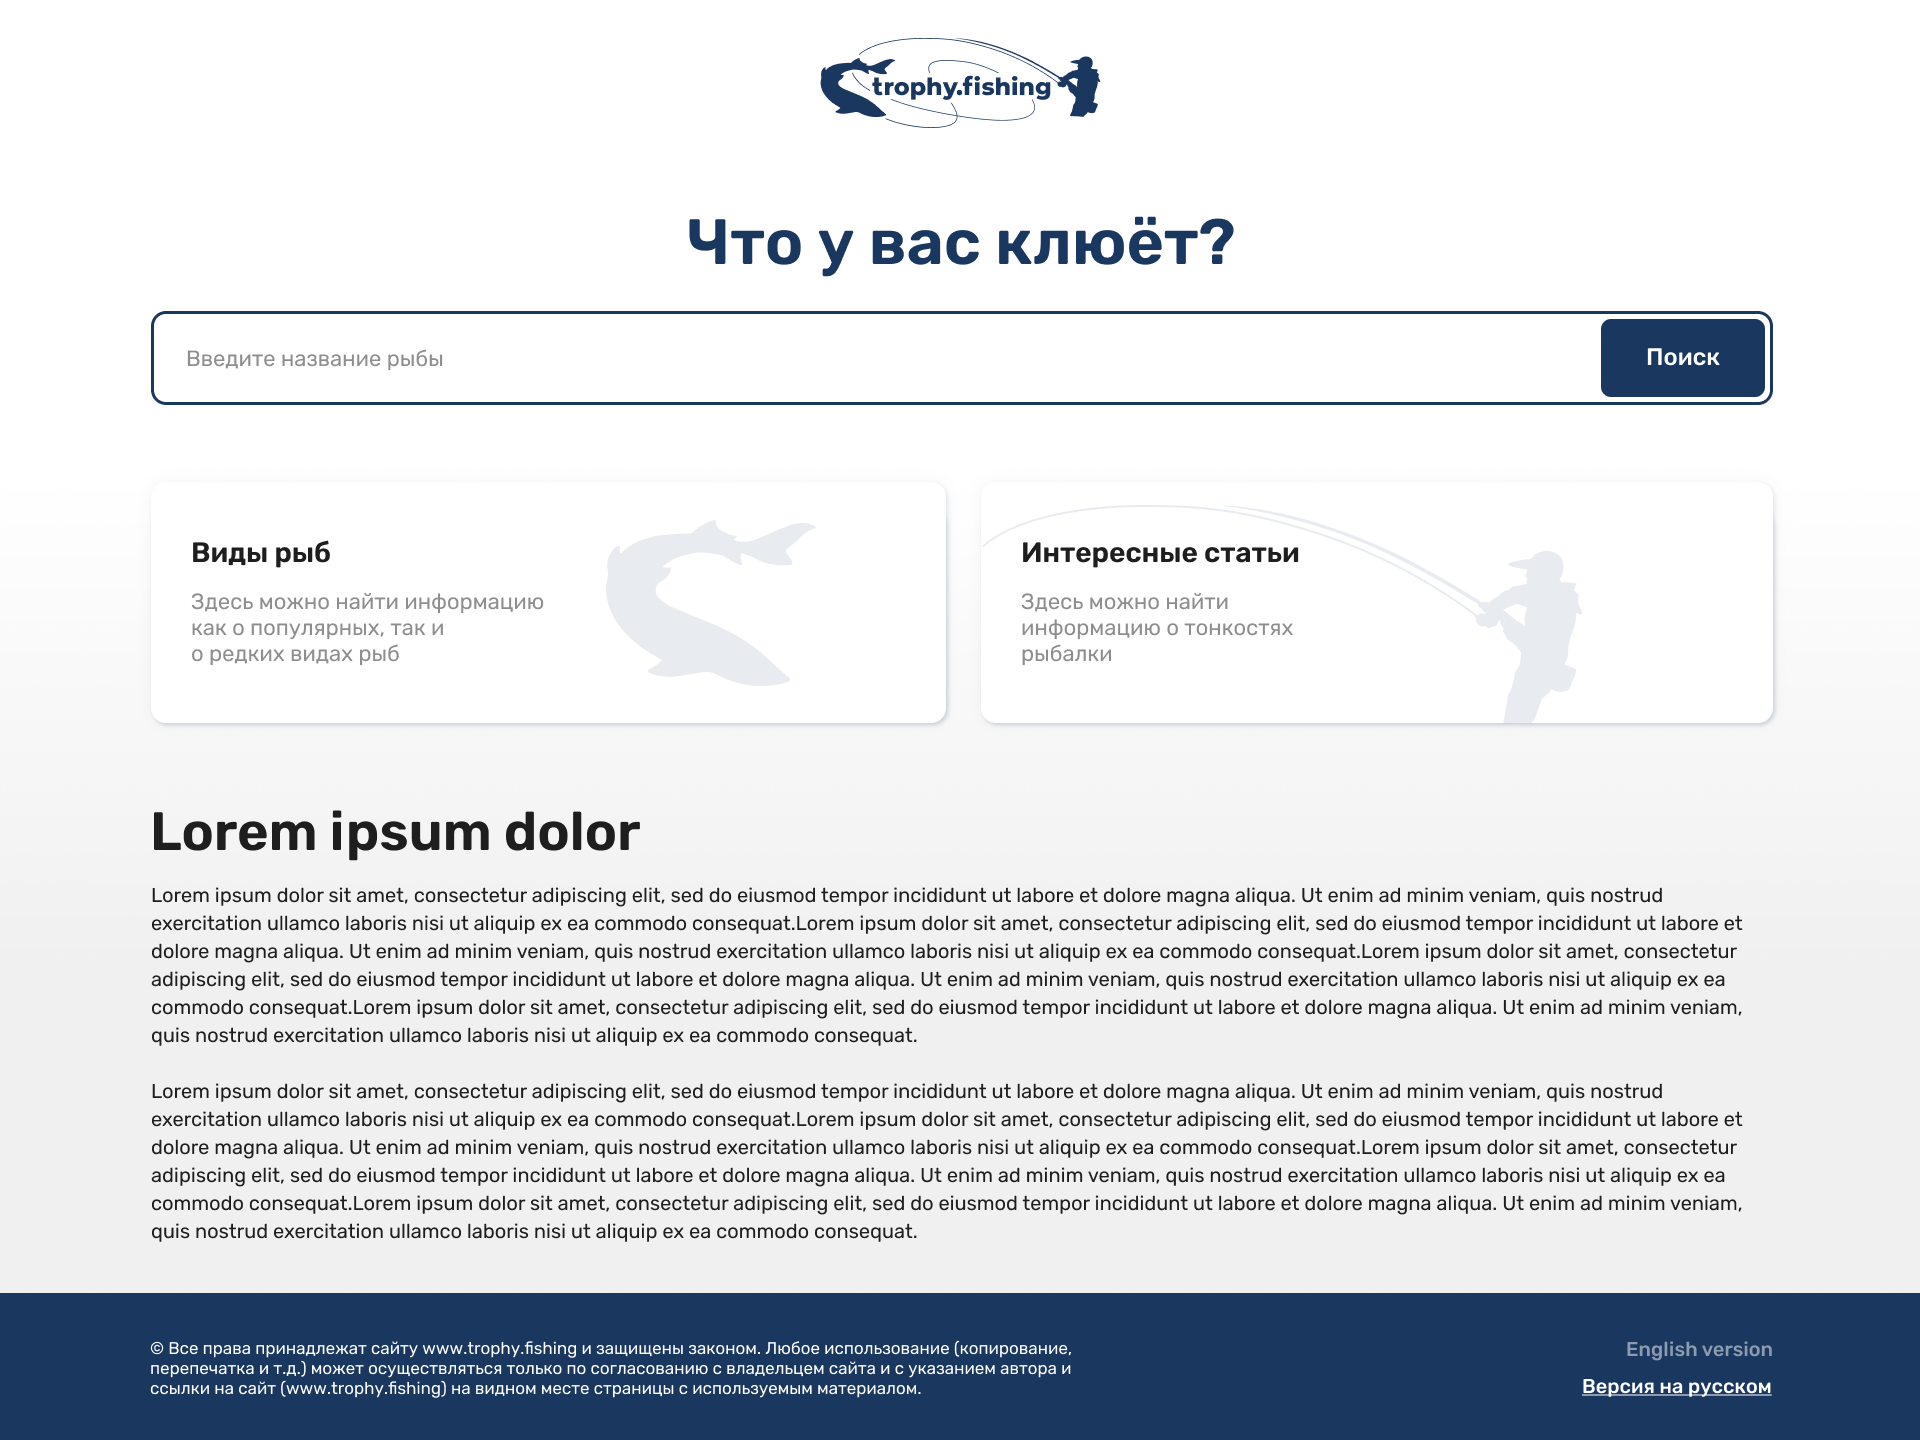 trophy.fishing
Что у вас клюёт?
Введите название рыбы
Поиск
Виды рыб
Здесь можно найти информацию
как о популярных, так и
о редких видах рыб
Интересные статьи
Здесь можно найти
информацию о тонкостях
рыбалки
Lorem ipsum dolor
Lorem ipsum dolor sit amet, consectetur adipiscing elit, sed do eiusmod tempor incididunt ut labore et dolore magna aliqua. Ut enim ad minim veniam, quis nostrud
exercitation ullamco laboris nisi ut aliquip ex ea commodo consequat.Lorem ipsum dolor sit amet, consectetur adipiscing elit, sed do eiusmod tempor incididunt ut labore et
dolore magna aliqua. Ut enim ad minim veniam, quis nostrud exercitation ullamco laboris nisi ut aliquip ex ea commodo consequat.Lorem ipsum dolor sit amet, consectetur
adipiscing elit, sed do eiusmod tempor incididunt ut labore et dolore magna aliqua. Ut enim ad minim veniam, quis nostrud exercitation ullamco laboris nisi ut aliquip ex ea
commodo consequat.Lorem ipsum dolor sit amet, consectetur adipiscing elit, sed do eiusmod tempor incididunt ut labore et dolore magna aliqua. Ut enim ad minim veniam,
quis nostrud exercitation ullamco laboris nisi ut aliquip ex ea commodo consequat.
Lorem ipsum dolor sit amet, consectetur adipiscing elit, sed do eiusmod tempor incididunt ut labore et dolore magna aliqua. Ut enim ad minim veniam, quis nostrud
exercitation ullamco laboris nisi ut aliquip ex ea commodo consequat.Lorem ipsum dolor sit amet, consectetur adipiscing elit, sed do eiusmod tempor incididunt ut labore et
dolore magna aliqua. Ut enim ad minim veniam, quis nostrud exercitation ullamco laboris nisi ut aliquip ex ea commodo consequat.Lorem ipsum dolor sit amet, consectetur
adipiscing elit, sed do eiusmod tempor incididunt ut labore et dolore magna aliqua. Ut enim ad minim veniam, quis nostrud exercitation ullamco laboris nisi ut aliquip ex ea
commodo consequat.Lorem ipsum dolor sit amet, consectetur adipiscing elit, sed do eiusmod tempor incididunt ut labore et dolore magna aliqua. Ut enim ad minim veniam,
quis nostrud exercitation ullamco laboris nisi ut aliquip ex ea commodo consequat.
© Все права принадлежат сайту www.trophy.fishing и защищены законом. Любое использование (копирование,
перепечатка и т.д.) может осуществляться только по согласованию с владельцем сайта и с указанием автора и
ссылки на сайт (www.trophy.fishing) на видном месте страницы с используемым материалом.
English version
Версия на русском